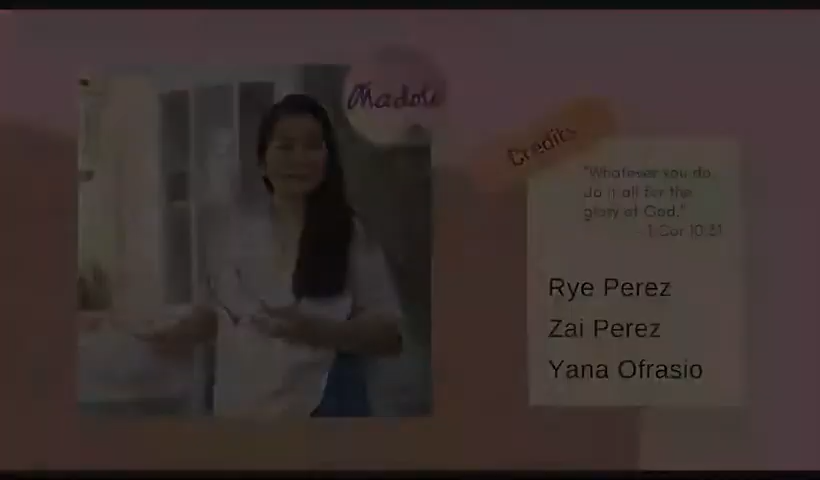 Credits
"Whatever you do,
do it all for the
glory of God."
- 1 Cor 10:31
Rye Perez
Zai Perez
Yana Ofrasio